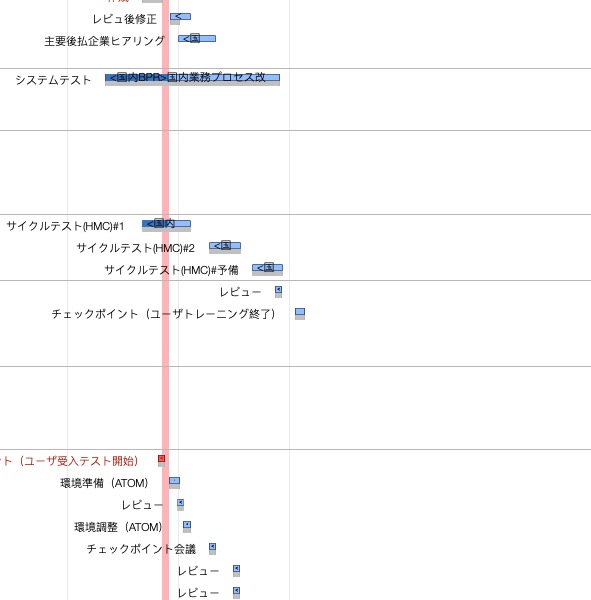 レビュ後修正 <
主要後払企業ヒアリング <国
システムテスト <国内BPR>国内業務プロセス改
サイクルテスト(HMC)#1 <国内
サイクルテスト(HMC)#2 <国
サイクルテスト(HMC)#予備 <国
レビュー <
チェックポイント（ユーザトレーニング終了）
ト（ユーザ受入テスト開始）
環境準備（ATOM）
レビュー <
環境調整（ATOM）
チェックポイント会議 <
レビュー <
レビュー <